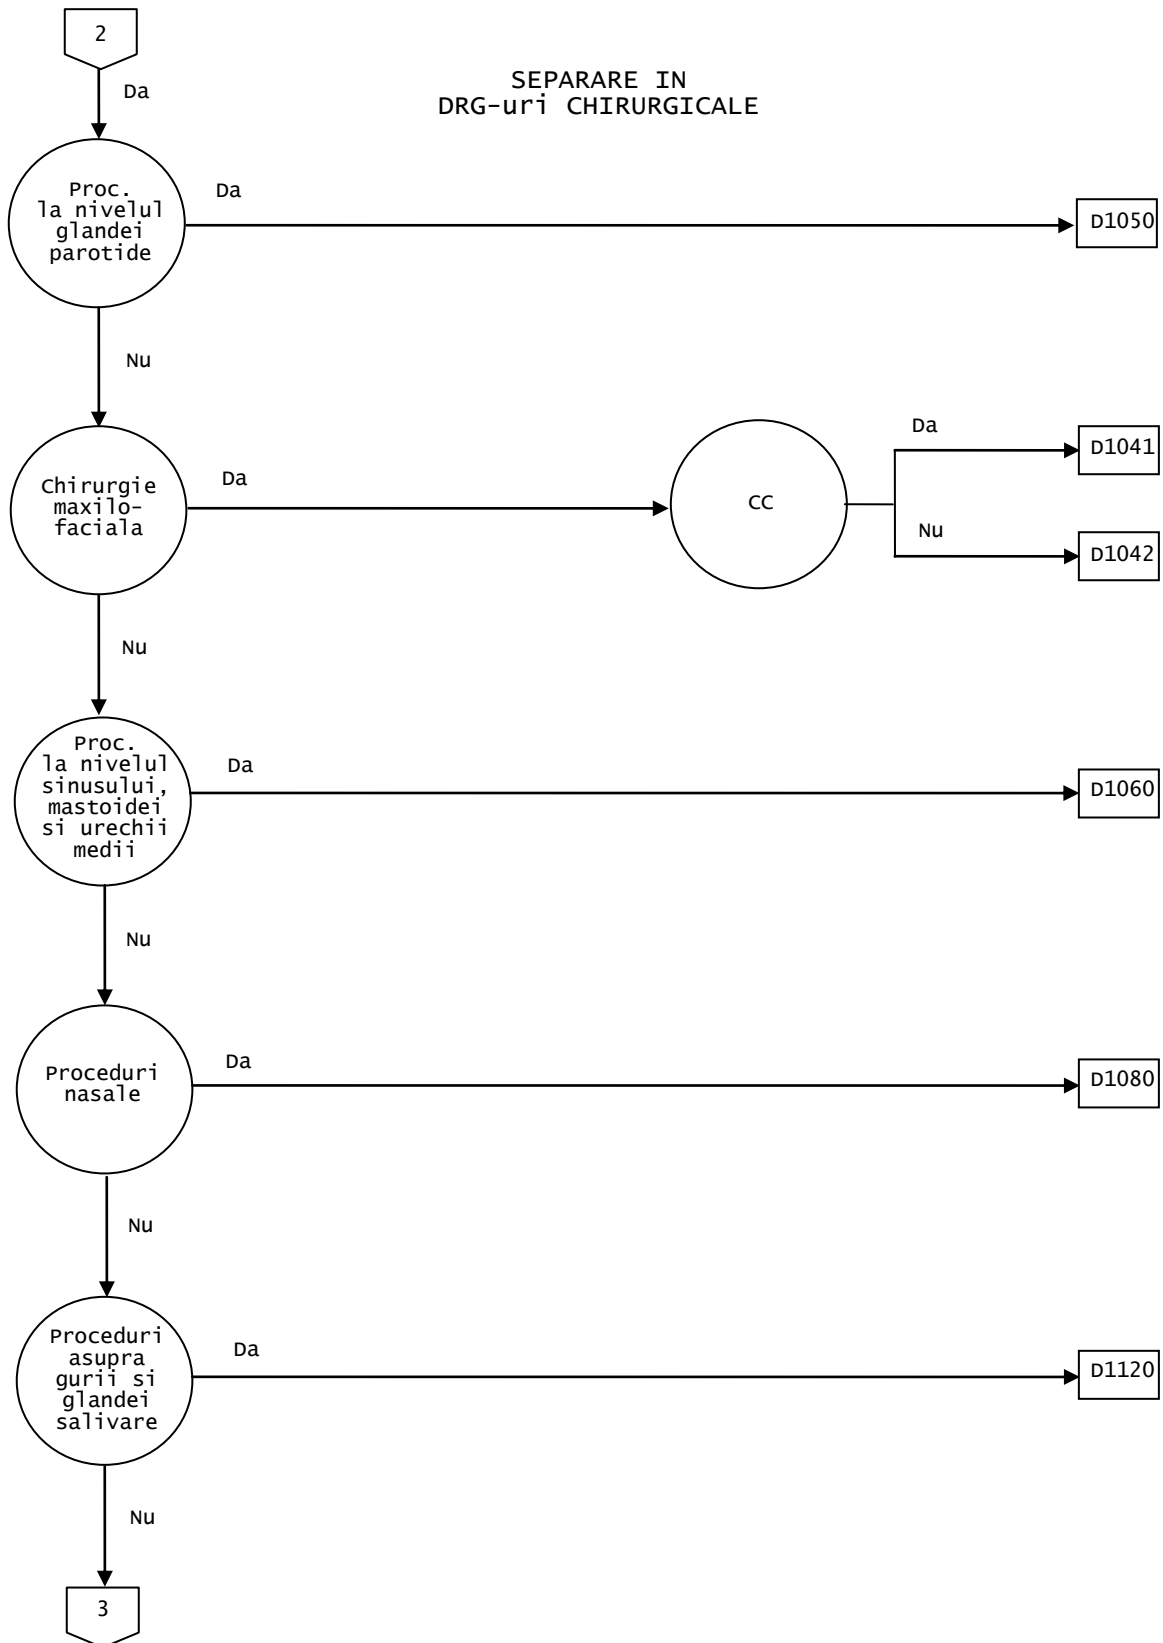 2
Da
SEPARARE IN
DRG-uri CHIRURGICALE
Proc.
la nivelul
glandei
parotide
Da
D1050
Nu
Chirurgie
maxilo-
faciala
Da
CC
Da
D1041
Nu
D1042
Nu
Proc.
la nivelul
sinusului,
mastoidei
si urechii
medii
Da
D1060
Nu
Proceduri
nasale
Da
D1080
Nu
Proceduri
asupra
gurii si
glandei
salivare
Da
D1120
Nu
3